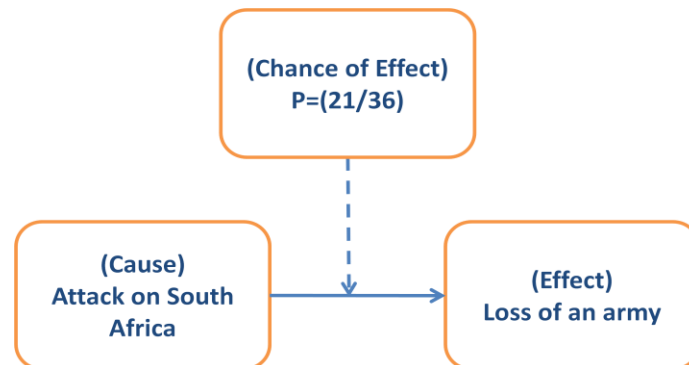 (Chance of Effect)
P=(21/36)
(Cause)
Attack on South
Africa
(Effect)
Loss of an army